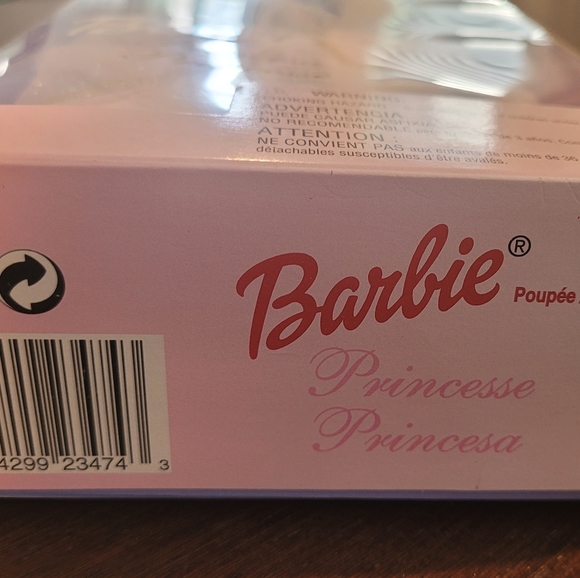 WARNING
CHOKING HAZARD
ADVERTENCIA
PUEDE CAUSAR ASFIXIA
NO RECOMENDABLE
ATTENTION :
NE CONVIENT PAS aux enfants de moins de 36
détachables susceptibles d'être avalés.
Barbie®
Poupée
Princesse
Princesa
4299 23474 3